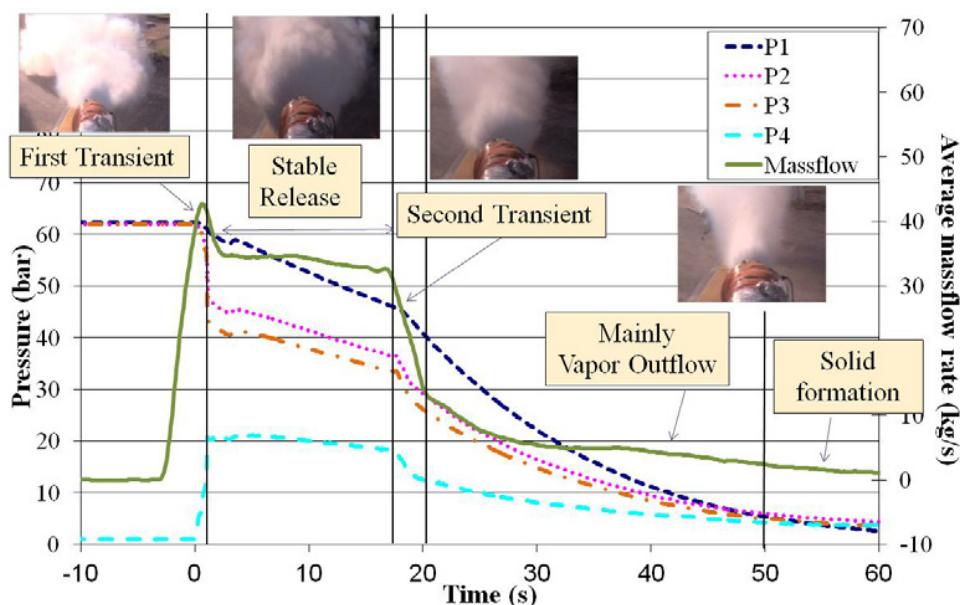 P1
P2
P3
P4
Massflow
First Transient
Stable
Release
Second Transient
Mainly
Vapor Outflow
Solid
formation
Pressure (bar)
70
60
50
40
30
20
10
0
-10
0
10
20
30
40
50
60
Time (s)
Average massflow rate (kg/s)
70
60
50
40
30
20
10
0
-10